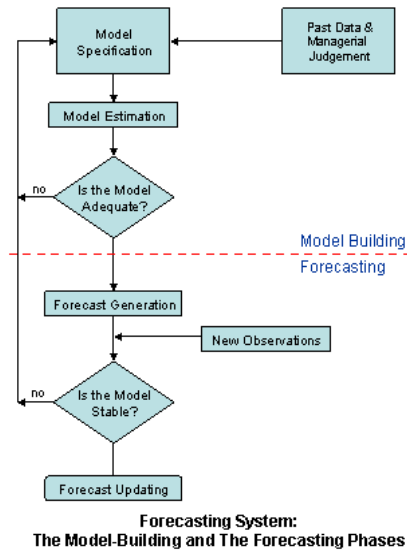 Model
Specification
Past Data &
Managerial
Judgement
Model Estimation
no
Is the Model
Adequate?
Model Building
Forecasting
Forecast Generation
New Observations
no
Is the Model
Stable?
Forecast Updating
Forecasting System:
The Model-Building and The Forecasting Phases